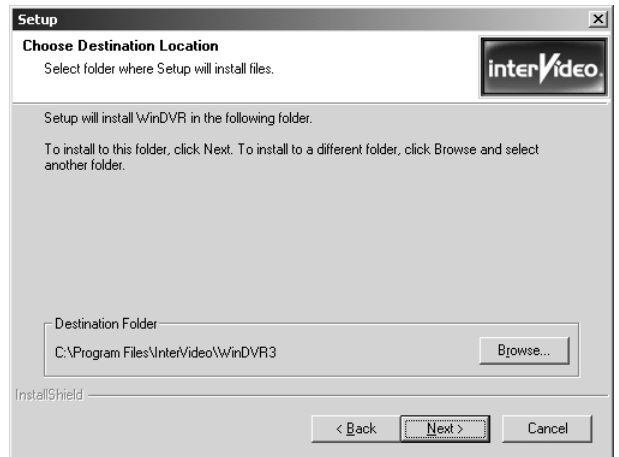 Setup
Choose Destination Location
Select folder where Setup will install files.
interVideo.
Setup will install WinDVR in the following folder.
To install to this folder, click Next. To install to a different folder, click Browse and select
another folder.
Destination Folder
C:\Program Files\InterVideo\WinDVR3
Browse...
InstallShield
< Back
Next >
Cancel